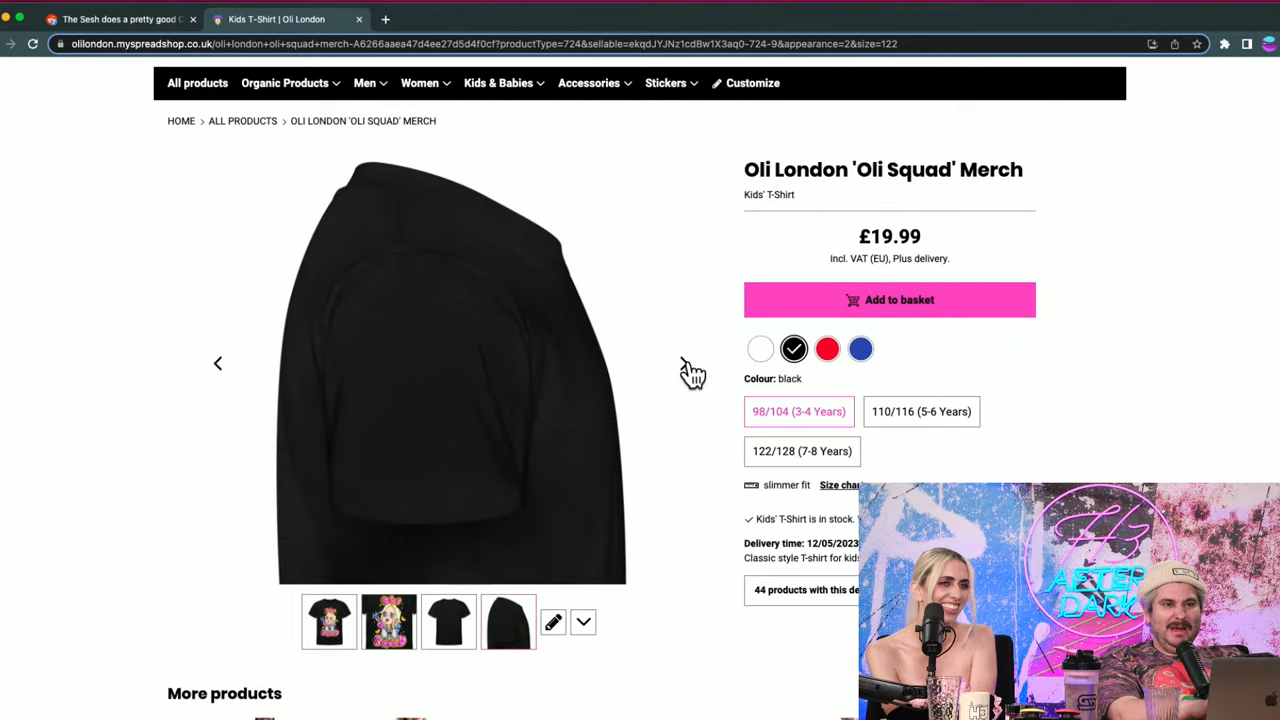 The Sesh does a pretty good C
Kids T-Shirt | Oli London
olilondon.myspreadshop.co.uk/oli+london+oli+squad+merch-A6266aaea47d4ee27d5d4f0cf?productType=724&sellable=ekqdJYJNz1cdBw1X3aq0-724-9&appearance=2&size=122
All products Organic Products Men Women Kids & Babies Accessories Stickers Customize
HOME > ALL PRODUCTS > OLI LONDON 'OLI SQUAD' MERCH
Oli London 'Oli Squad' Merch
Kids' T-Shirt
£19.99
Incl. VAT (EU), Plus delivery.
Add to basket
Colour: black
98/104 (3-4 Years) 110/116 (5-6 Years)
122/128 (7-8 Years)
slimmer fit Size char
Kids' T-Shirt is in stock.
Delivery time: 12/05/2023
Classic style T-shirt for kids
44 products with this de
More products
H3
AFTER
DARK